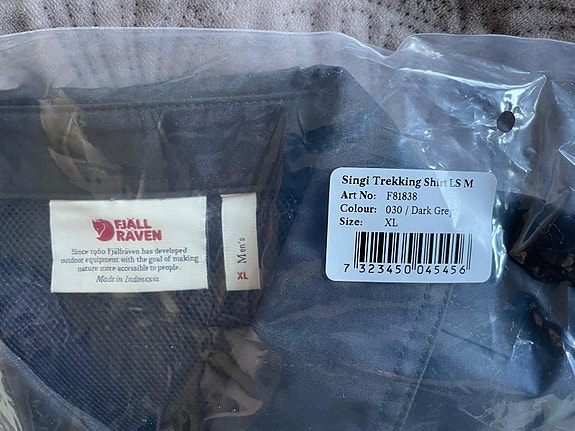 FJÄLL
RÄVEN
Since 1960 Fjällräven has developed
outdoor equipment with the goal of making
nature more accessible to people.
Made in Indonesia
Men's
XL
Singi Trekking Shirt LS M
Art No: F81838
Colour: 030 / Dark Grey
Size: XL
7 323450 045456